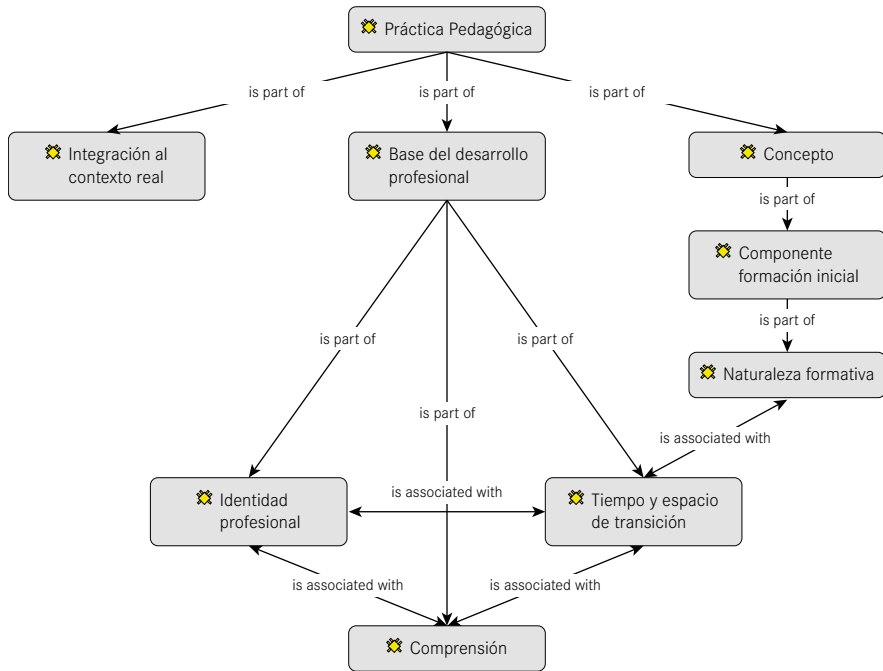 Práctica Pedagógica
is part of
is part of
is part of
Integración al
contexto real
Base del desarrollo
profesional
Concepto
is part of
Componente
formación inicial
is part of
is part of
is part of
Naturaleza formativa
is part of
is associated with
Identidad
profesional
is associated with
Tiempo y espacio
de transición
is associated with
is associated with
Comprensión